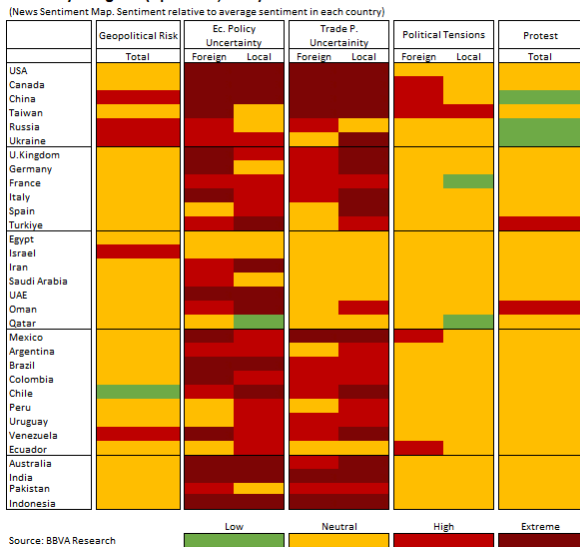 (News Sentiment Map. Sentiment relative to average sentiment in each country)
Geopolitical Risk
Ec. Policy Uncertainty
Trade P. Uncertainity
Political Tensions
Protest
Total
Foreign
Local
Foreign
Local
Foreign
Local
Total
USA
Canada
China
Taiwan
Russia
Ukraine
U.Kingdom
Germany
France
Italy
Spain
Turkiye
Egypt
Israel
Iran
Saudi Arabia
UAE
Oman
Qatar
Mexico
Argentina
Brazil
Colombia
Chile
Peru
Uruguay
Venezuela
Ecuador
Australia
India
Pakistan
Indonesia
Low
Neutral
High
Extreme
Source: BBVA Research